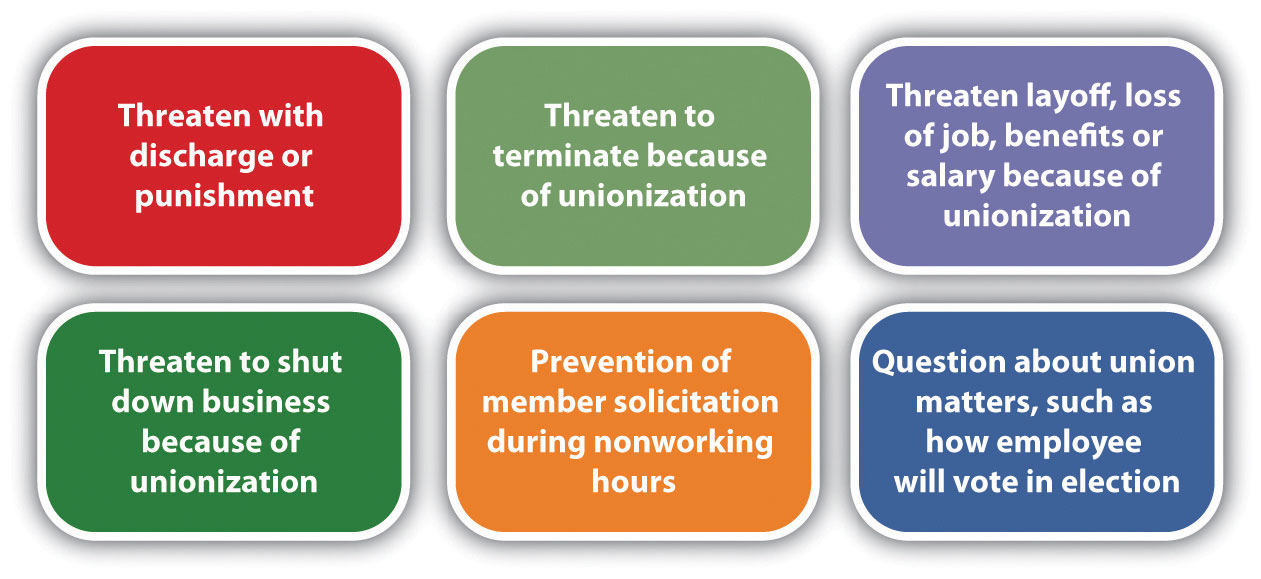 Threaten with
discharge or
punishment
Threaten to
terminate because
of unionization
Threaten layoff, loss
of job, benefits or
salary because of
unionization
Threaten to shut
down business
because of
unionization
Prevention of
member solicitation
during nonworking
hours
Question about union
matters, such as
how employee
will vote in election